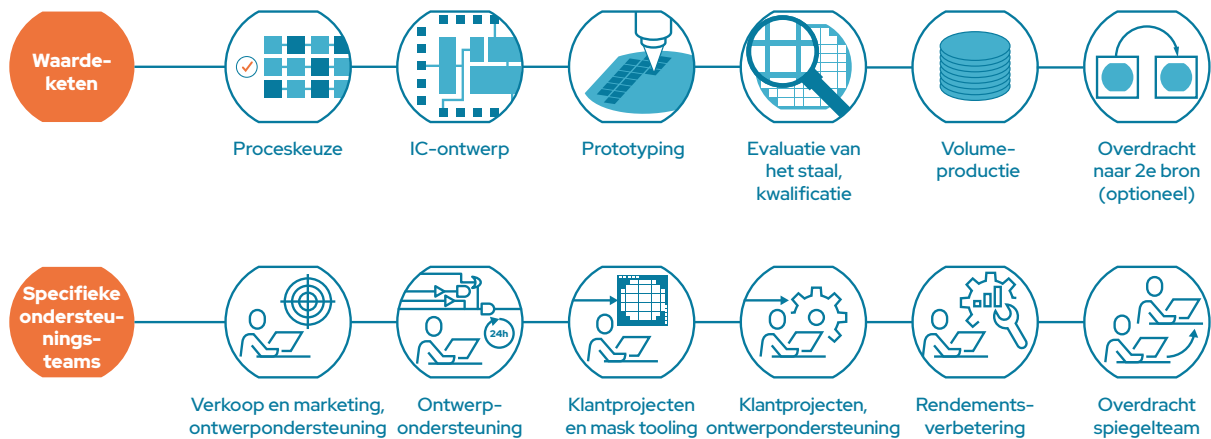 Waarde-
keten
Proceskeuze
IC-ontwerp
Prototyping
Evaluatie van
het staal,
kwalificatie
Volume-
productie
Overdracht
naar 2e bron
(optioneel)
Specifieke
ondersteu-
nings-
teams
24h
Verkoop en marketing,
ontwerpondersteuning
Ontwerp-
ondersteuning
Klantprojecten
en mask tooling
Klantprojecten,
ontwerpondersteuning
Rendements-
verbetering
Overdracht
spiegelteam